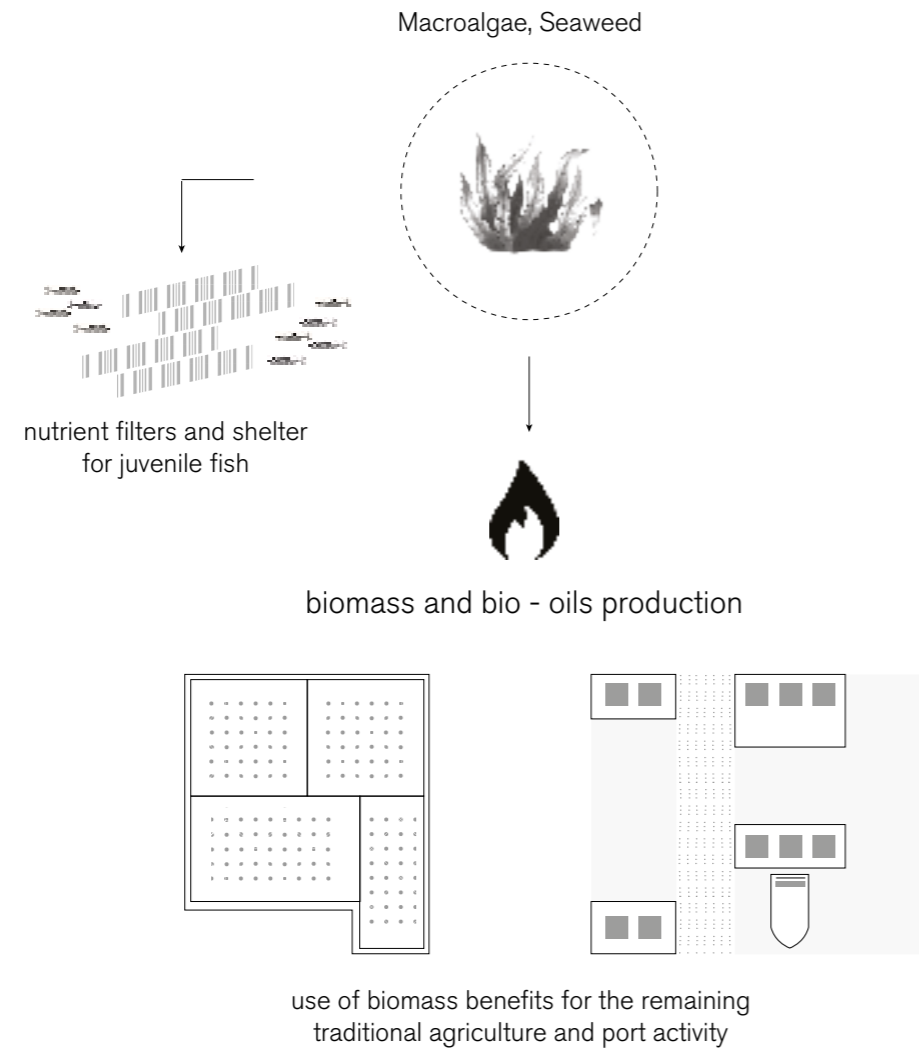 Macroalgae, Seaweed
nutrient filters and shelter
for juvenile fish
biomass and bio - oils production
use of biomass benefits for the remaining
traditional agriculture and port activity